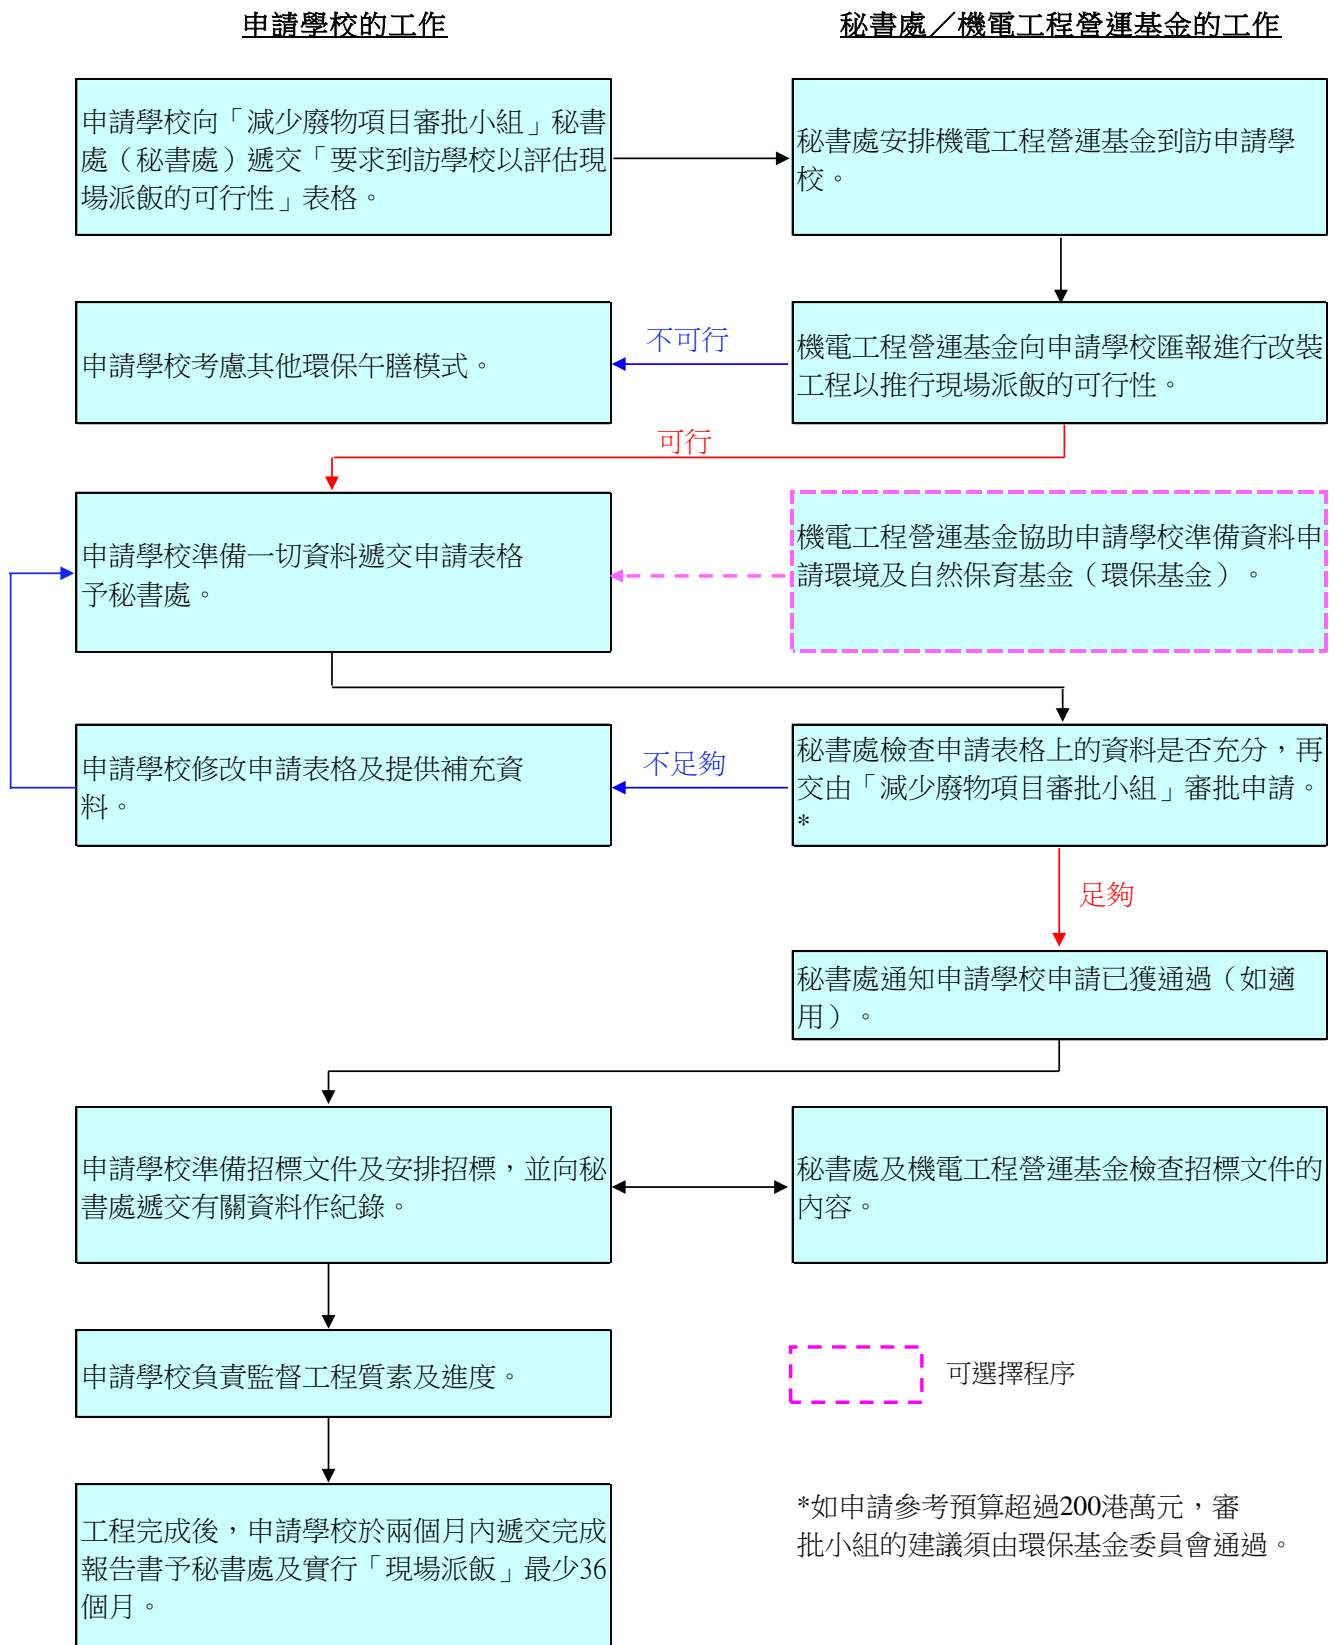 申請學校的工作
秘書處／機電工程營運基金的工作
申請學校向「減少廢物項目審批小組」秘書
處（秘書處）遞交「要求到訪學校以評估現
場派飯的可行性」表格。
秘書處安排機電工程營運基金到訪申請學
校。
申請學校考慮其他環保午膳模式。
不可行
機電工程營運基金向申請學校匯報進行改裝
工程以推行現場派飯的可行性。
可行
申請學校準備一切資料遞交申請表格
予秘書處。
機電工程營運基金協助申請學校準備資料申
請環境及自然保育基金（環保基金）。
申請學校修改申請表格及提供補充資
料。
不足夠
秘書處檢查申請表格上的資料是否充分，再
交由「減少廢物項目審批小組」審批申請。
*
足夠
秘書處通知申請學校申請已獲通過（如適
用）。
申請學校準備招標文件及安排招標，並向秘
書處遞交有關資料作紀錄。
秘書處及機電工程營運基金檢查招標文件的
內容。
申請學校負責監督工程質素及進度。
可選擇程序
工程完成後，申請學校於兩個月內遞交完成
報告書予秘書處及實行「現場派飯」最少36
個月。
*如申請參考預算超過200港萬元，審
批小組的建議須由環保基金委員會通過。